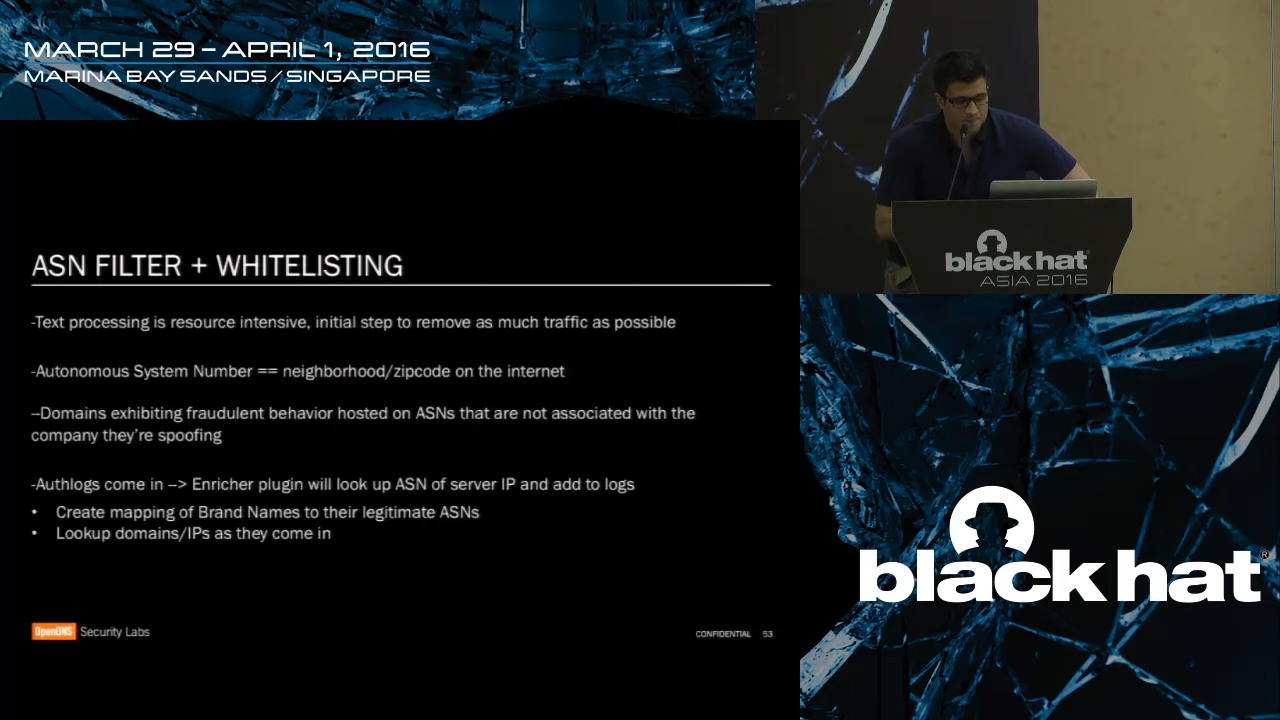 MARCH 29 – APRIL 1, 2016
MARINA BAY SANDS / SINGAPORE
ASN FILTER + WHITELISTING
-Text processing is resource intensive, initial step to remove as much traffic as possible
-Autonomous System Number == neighborhood/zipcode on the internet
--Domains exhibiting fraudulent behavior hosted on ASNs that are not associated with the
company they're spoofing
-Authlogs come in --> Enricher plugin will look up ASN of server IP and add to logs
• Create mapping of Brand Names to their legitimate ASNs
• Lookup domains/IPs as they come in
OpenDNS Security Labs
CONFIDENTIAL 53
black hat
ASIA 2016
black hat®